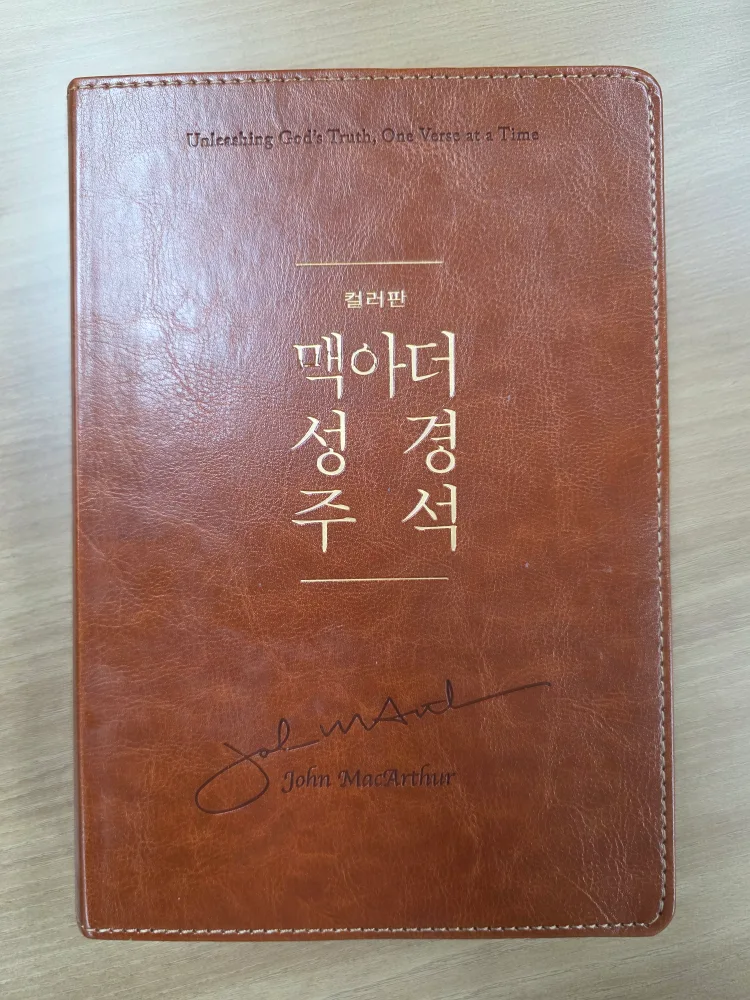 Unleashing God's Truth, One Verse at a Time
컬러판
맥아더
성 경
주 석
John MacArthur